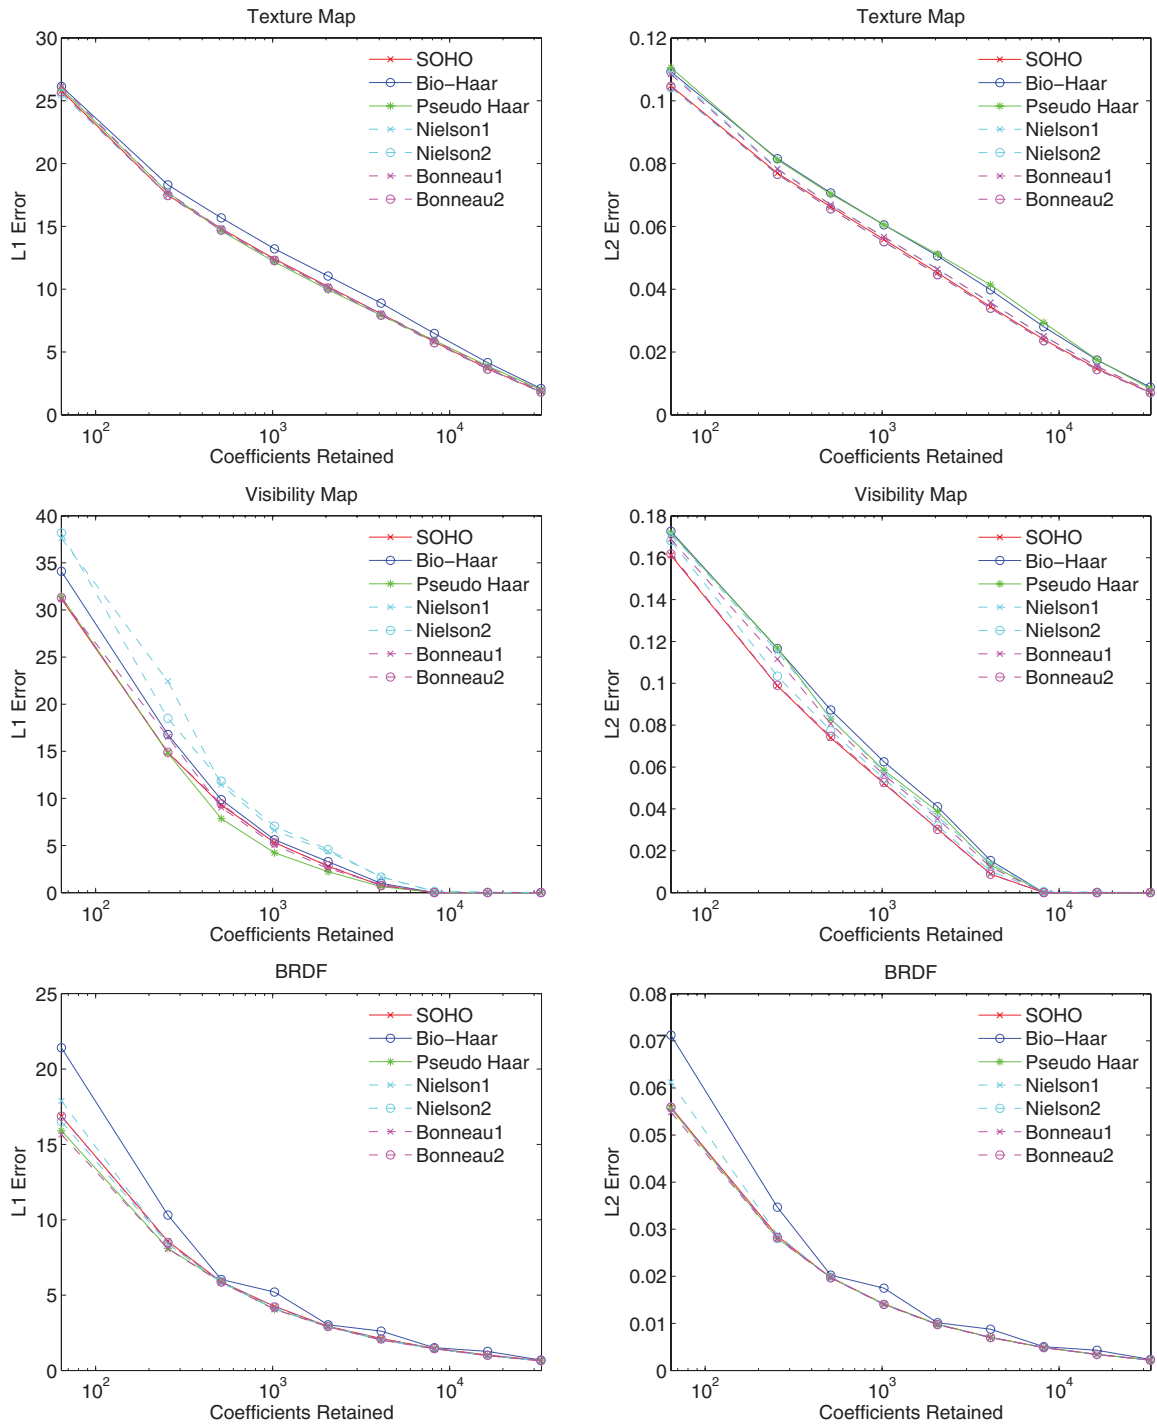 Texture Map
30
25
20
15
10
5
0
L1 Error
10²
10³
10⁴
Coefficients Retained
SOHO
Bio-Haar
Pseudo Haar
Nielson1
Nielson2
Bonneau1
Bonneau2
Texture Map
0.12
0.1
0.08
0.06
0.04
0.02
0
L2 Error
10²
10³
10⁴
Coefficients Retained
SOHO
Bio-Haar
Pseudo Haar
Nielson1
Nielson2
Bonneau1
Bonneau2
Visibility Map
40
35
30
25
20
15
10
5
0
L1 Error
10²
10³
10⁴
Coefficients Retained
SOHO
Bio-Haar
Pseudo Haar
Nielson1
Nielson2
Bonneau1
Bonneau2
Visibility Map
0.18
0.16
0.14
0.12
0.1
0.08
0.06
0.04
0.02
0
L2 Error
10²
10³
10⁴
Coefficients Retained
SOHO
Bio-Haar
Pseudo Haar
Nielson1
Nielson2
Bonneau1
Bonneau2
BRDF
25
20
15
10
5
0
L1 Error
10²
10³
10⁴
Coefficients Retained
SOHO
Bio-Haar
Pseudo Haar
Nielson1
Nielson2
Bonneau1
Bonneau2
BRDF
0.08
0.07
0.06
0.05
0.04
0.03
0.02
0.01
0
L2 Error
10²
10³
10⁴
Coefficients Retained
SOHO
Bio-Haar
Pseudo Haar
Nielson1
Nielson2
Bonneau1
Bonneau2